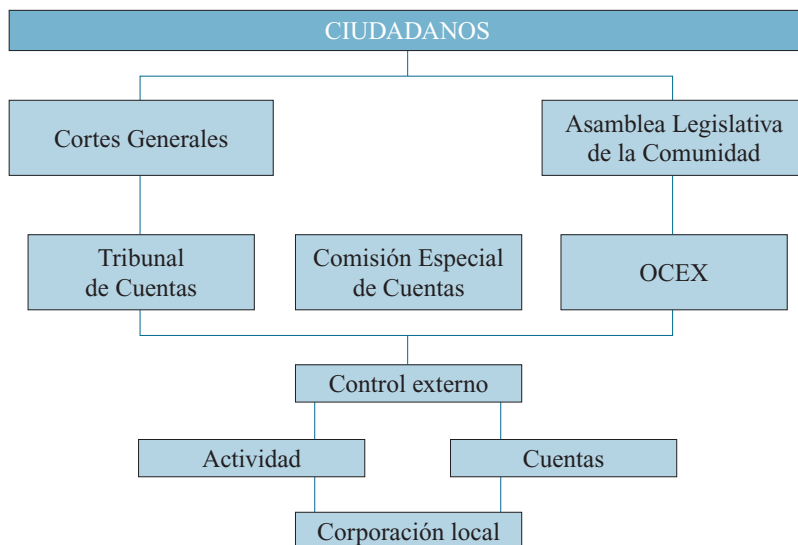 CIUDADANOS
Cortes Generales
Asamblea Legislativa
de la Comunidad
Tribunal
de Cuentas
Comisión Especial
de Cuentas
OCEX
Control externo
Actividad
Cuentas
Corporación local